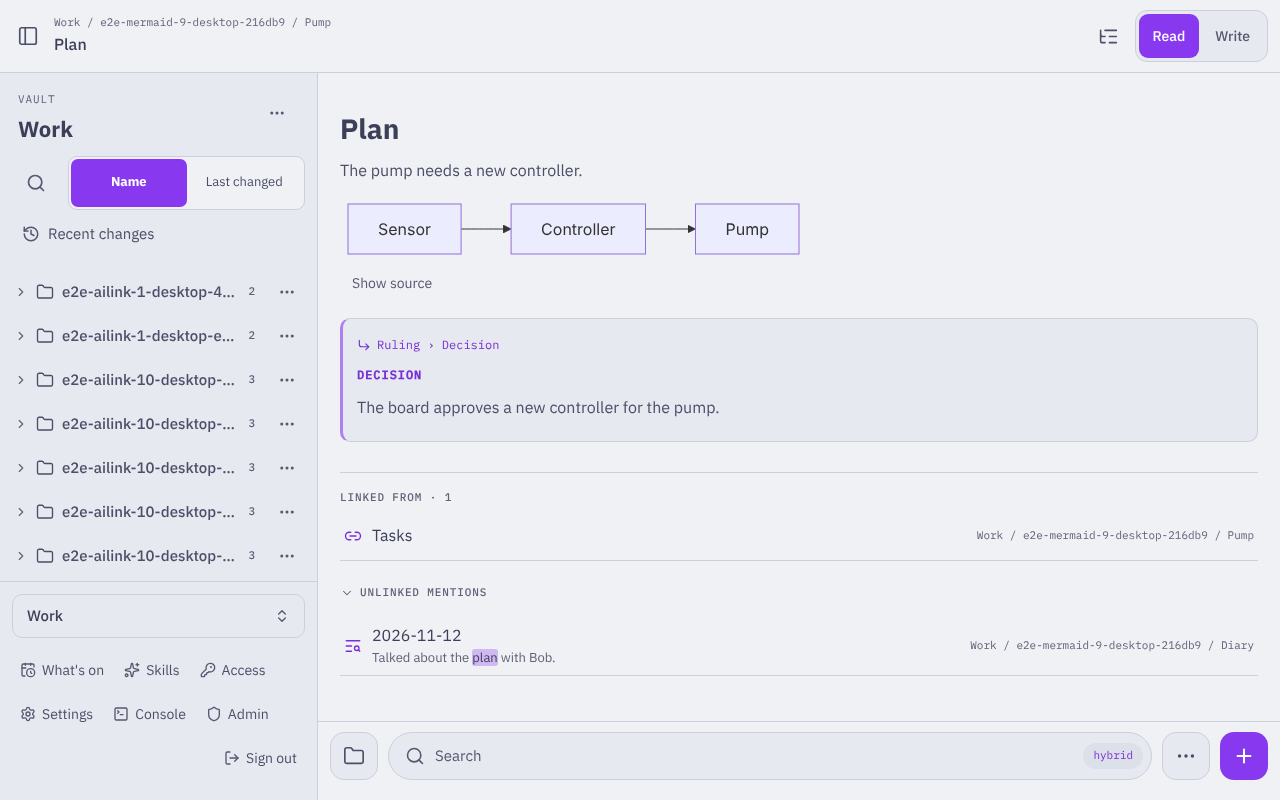 Work / e2e-mermaid-9-desktop-216db9 / Pump
Plan
Read
Write
VAULT
Work
Name
Last changed
Recent changes
e2e-ailink-1-desktop-4... 2
e2e-ailink-1-desktop-e... 2
e2e-ailink-10-desktop-... 3
e2e-ailink-10-desktop-... 3
e2e-ailink-10-desktop-... 3
e2e-ailink-10-desktop-... 3
e2e-ailink-10-desktop-... 3
Work
What's on
Skills
Access
Settings
Console
Admin
Sign out
Plan
The pump needs a new controller.
Sensor
Controller
Pump
Show source
Ruling › Decision
DECISION
The board approves a new controller for the pump.
LINKED FROM · 1
Tasks
Work / e2e-mermaid-9-desktop-216db9 / Pump
UNLINKED MENTIONS
2026-11-12
Talked about the plan with Bob.
Work / e2e-mermaid-9-desktop-216db9 / Diary
Search
hybrid